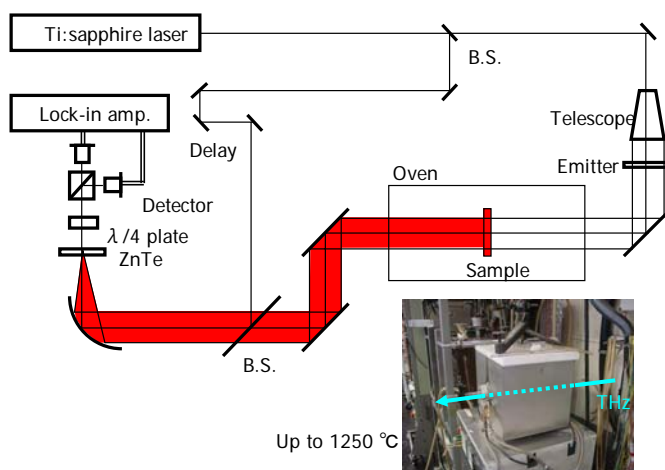 Ti:sapphire laser
B.S.
Lock-in amp.
Telescope
Delay
Emitter
Oven
Detector
λ/4 plate
ZnTe
Sample
B.S.
THz
Up to 1250 ℃